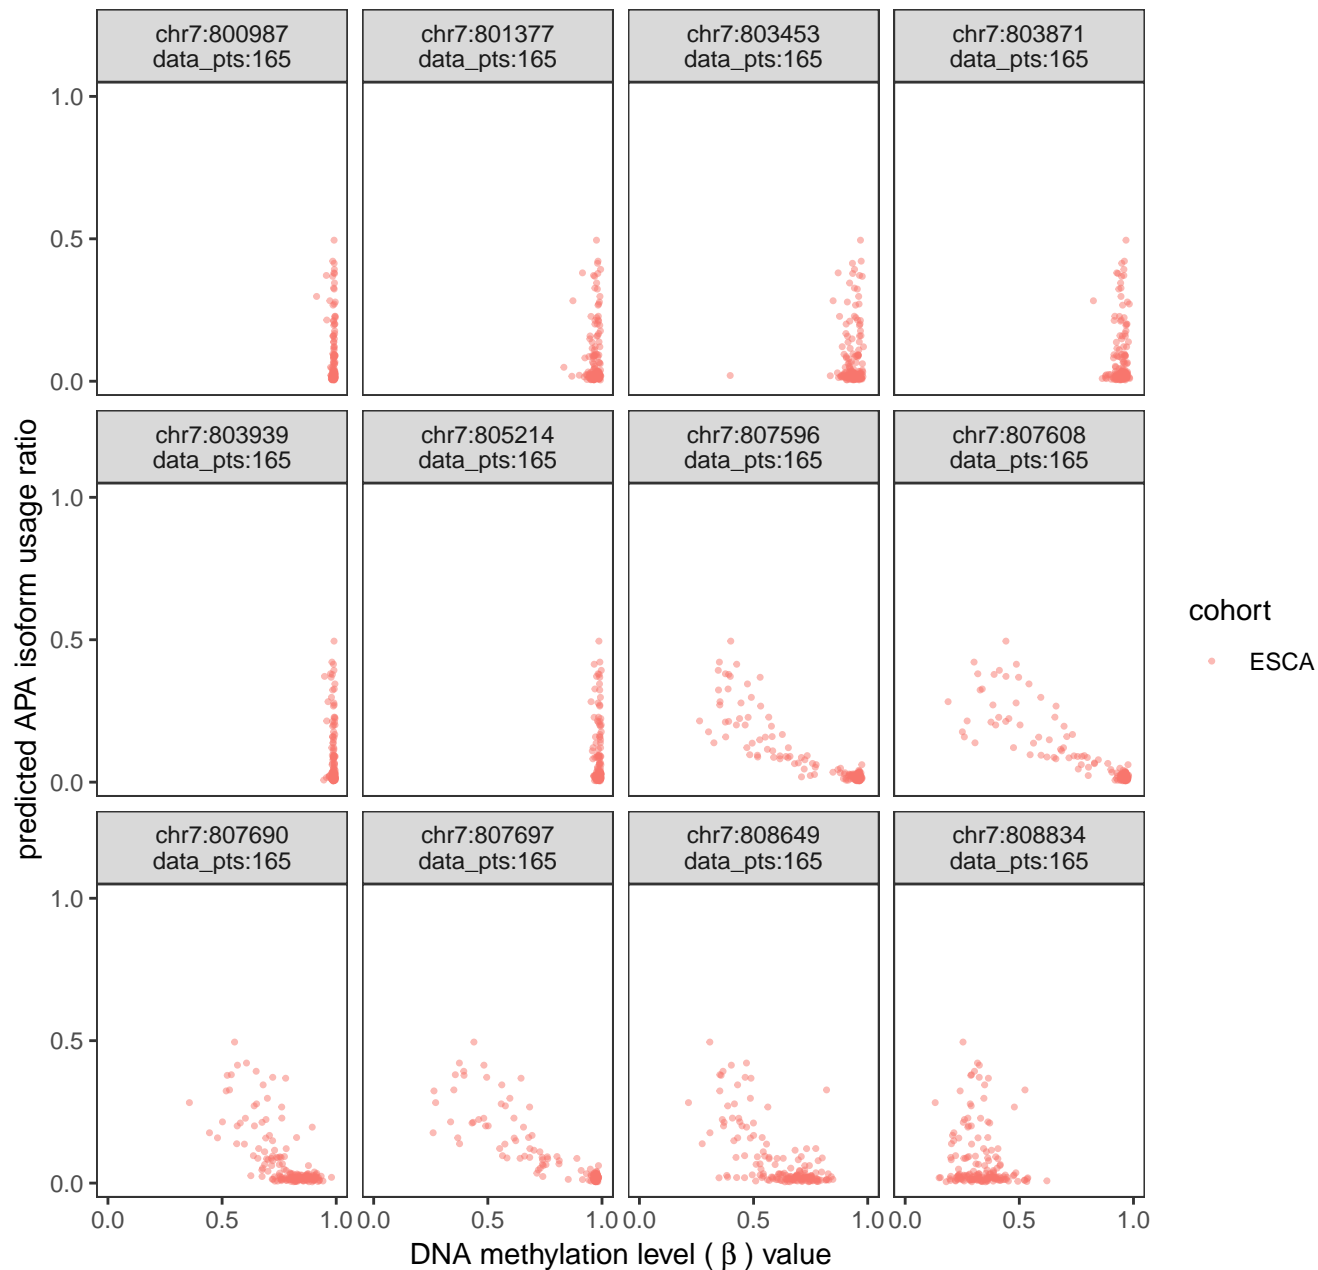 chr7:800987
data_pts:165
chr7:801377
data_pts:165
chr7:803453
data_pts:165
chr7:803871
data_pts:165
1.0
0.5
0.0
chr7:803939
data_pts:165
chr7:805214
data_pts:165
chr7:807596
data_pts:165
chr7:807608
data_pts:165
1.0
0.5
0.0
chr7:807690
data_pts:165
chr7:807697
data_pts:165
chr7:808649
data_pts:165
chr7:808834
data_pts:165
1.0
0.5
0.0
0.0 0.5 1.0
0.0 0.5 1.0
0.0 0.5 1.0
0.0 0.5 1.0
DNA methylation level ( β ) value
predicted APA isoform usage ratio
cohort
ESCA